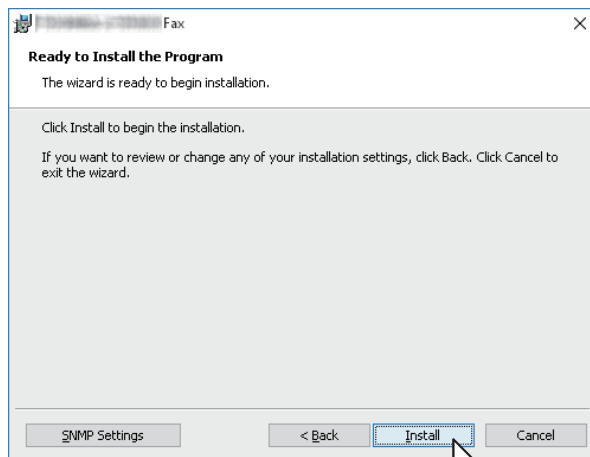 Fax
Ready to Install the Program
The wizard is ready to begin installation.
Click Install to begin the installation.
If you want to review or change any of your installation settings, click Back. Click Cancel to
exit the wizard.
SNMP Settings
< Back
Install
Cancel